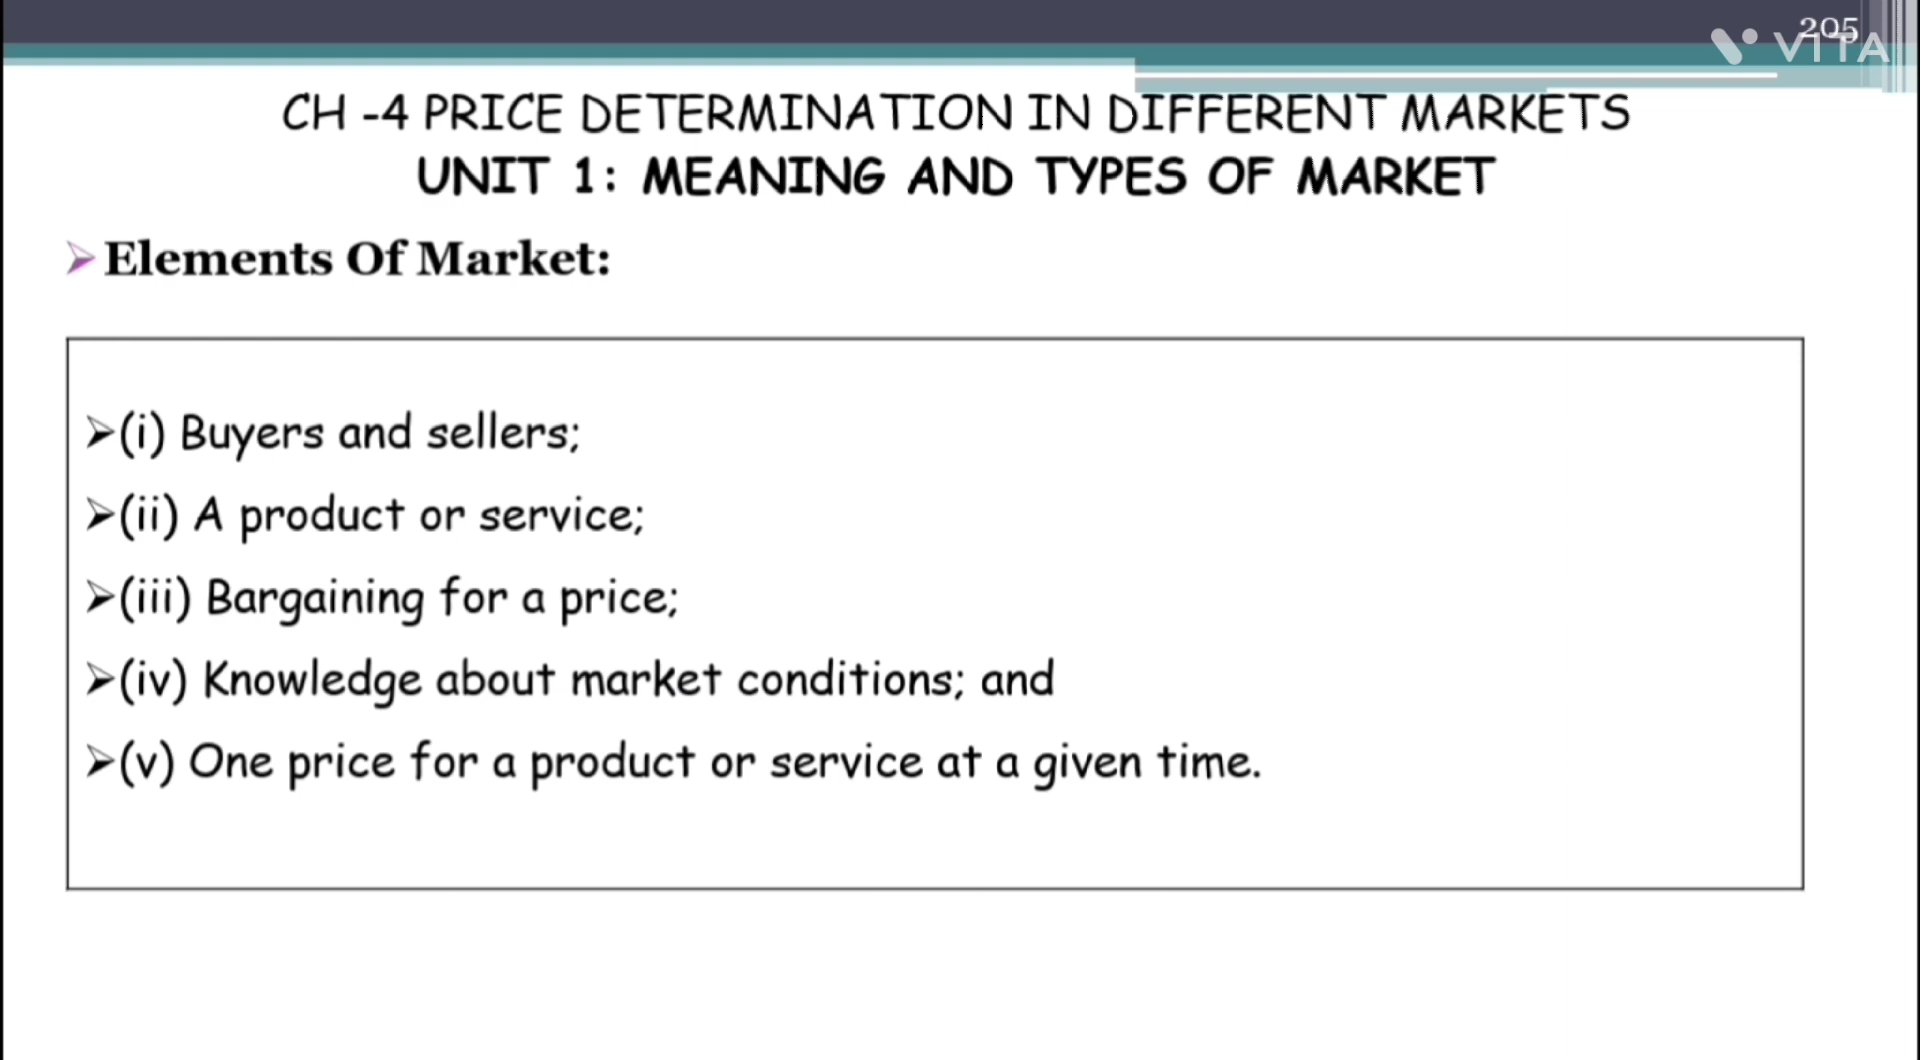 205
VITA
CH -4 PRICE DETERMINATION IN DIFFERENT MARKETS
UNIT 1: MEANING AND TYPES OF MARKET
Elements Of Market:
(i) Buyers and sellers;
(ii) A product or service;
(iii) Bargaining for a price;
(iv) Knowledge about market conditions; and
(v) One price for a product or service at a given time.